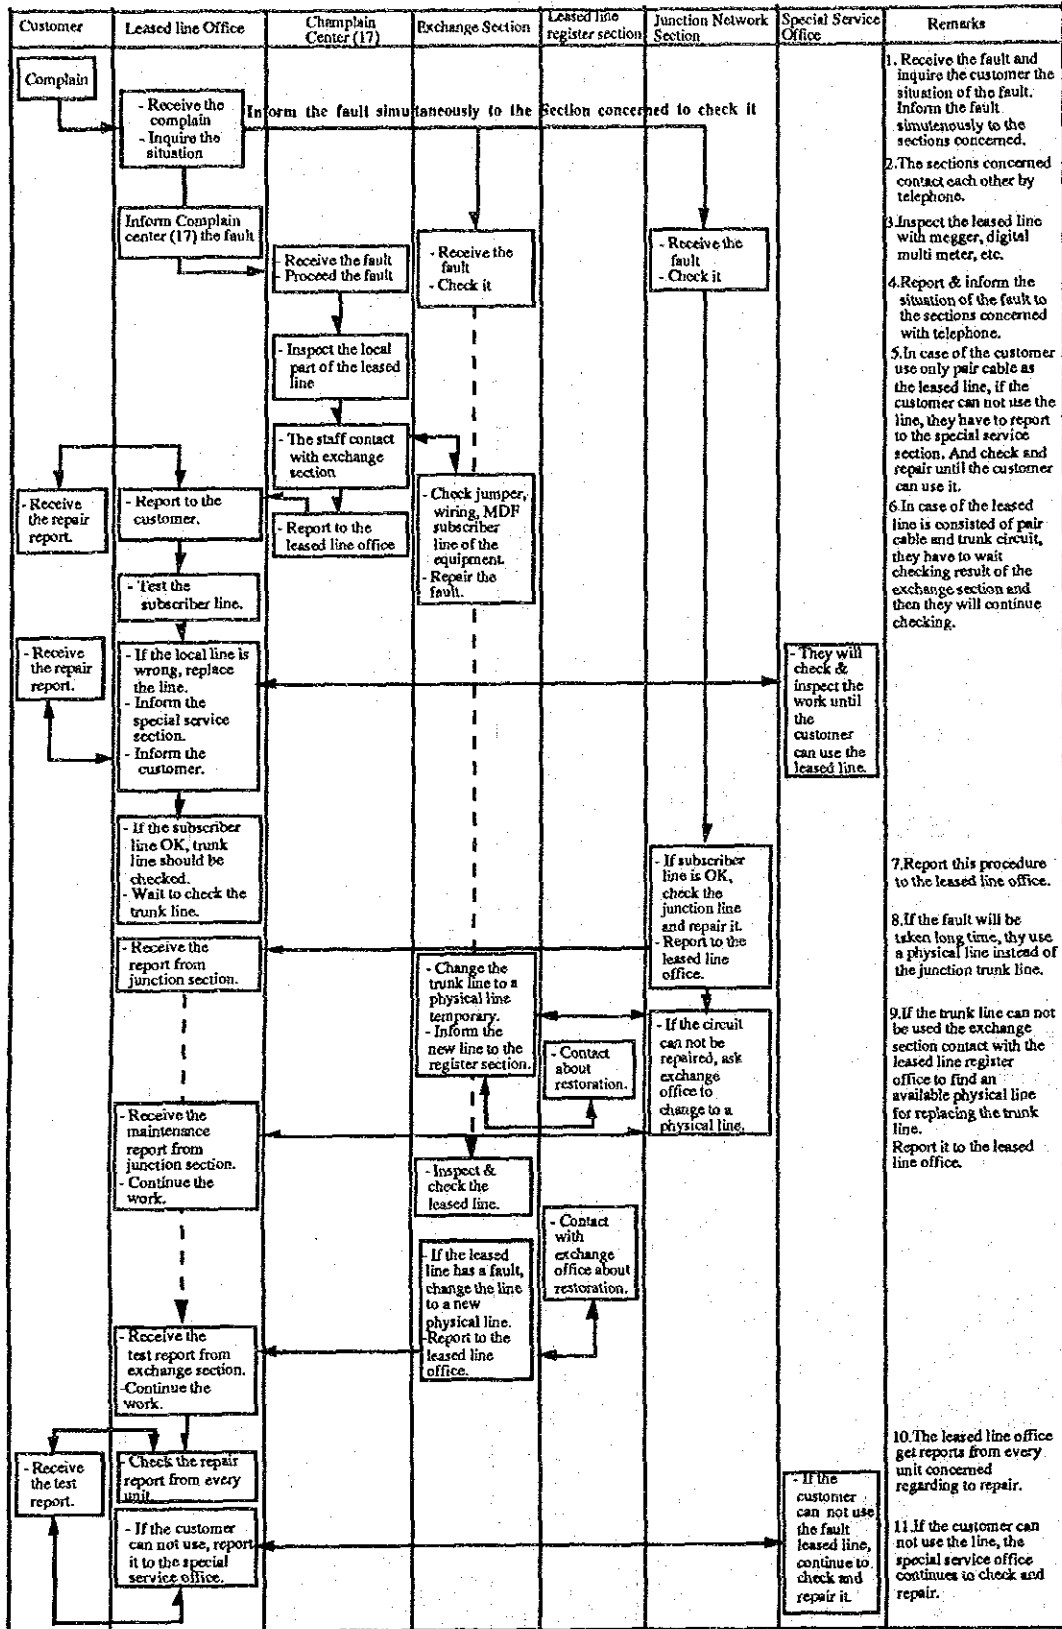 Customer
Leased line Office
Champlain
Center (17)
Exchange Section
Leased line
register section
Junction Network
Section
Special Service
Office
Remarks
Complain
- Receive the
complain
- Inquire the
situation
Inform the fault simultaneously to the Section concerned to check it
Inform Complain
center (17) the fault
- Receive the fault
- Proceed the fault
- Receive the
fault
- Check it
- Receive the
fault
- Check it
- Inspect the local
part of the leased
line
- The staff contact
with exchange
section
- Report to the
leased line office
- Check jumper,
wiring, MDF
subscriber
line of the
equipment.
- Repair the
fault.
- Receive
the repair
report.
- Report to the
customer.
- Test the
subscriber line.
- Receive
the repair
report.
- If the local line is
wrong, replace
the line.
- Inform the
special service
section.
- Inform the
customer.
- They will
check &
inspect the
work until
the
customer
can use the
leased line.
- If the subscriber
line OK, trunk
line should be
checked.
- Wait to check the
trunk line.
- If subscriber
line is OK,
check the
junction line
and repair it.
- Report to the
leased line
office.
- Receive the
report from
junction section.
- Change the
trunk line to a
physical line
temporary.
- Inform the
new line to the
register section.
- Contact
about
restoration.
- If the circuit
can not be
repaired, ask
exchange
office to
change to a
physical line.
- Receive the
maintenance
report from
junction section.
- Continue the
work.
- Inspect &
check the
leased line.
- Contact
with
exchange
office about
restoration.
- If the leased
line has a fault,
change the line
to a new
physical line.
- Report to the
leased line
office.
- Receive the
test report from
exchange section.
- Continue the
work.
- Receive
the test
report.
- Check the repair
report from every
unit.
- If the customer
can not use, report
it to the special
service office.
- If the
customer
can not use
the fault
leased line,
continue to
check and
repair it.
1. Receive the fault and
inquire the customer the
situation of the fault.
Inform the fault
simutenously to the
sections concerned.
2.The sections concerned
contact each other by
telephone.
3.Inspect the leased line
with megger, digital
multi meter, etc.
4.Report & inform the
situation of the fault to
the sections concerned
with telephone.
5.In case of the customer
use only pair cable as
the leased line, if the
customer can not use the
line, they have to report
to the special service
section. And check and
repair until the customer
can use it.
6.In case of the leased
line is consisted of pair
cable and trunk circuit,
they have to wait
checking result of the
exchange section and
then they will continue
checking.
7.Report this procedure
to the leased line office.
8.If the fault will be
taken long time, thy use
a physical line instead of
the junction trunk line.
9.If the trunk line can not
be used the exchange
section contact with the
leased line register
office to find an
available physical line
for replacing the trunk
line.
Report it to the leased
line office.
10.The leased line office
get reports from every
unit concerned
regarding to repair.
11.If the customer can
not use the line, the
special service office
continues to check and
repair.